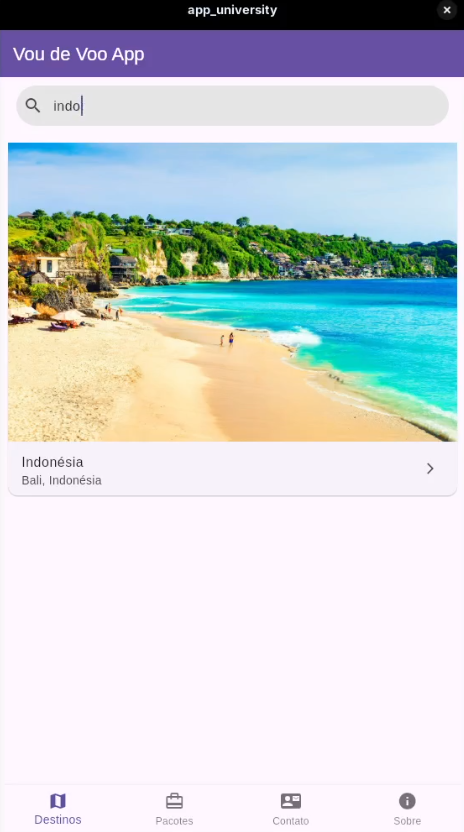 app_university
Vou de Voo App
indo
Indonésia
Bali, Indonésia
Destinos
Pacotes
Contato
Sobre